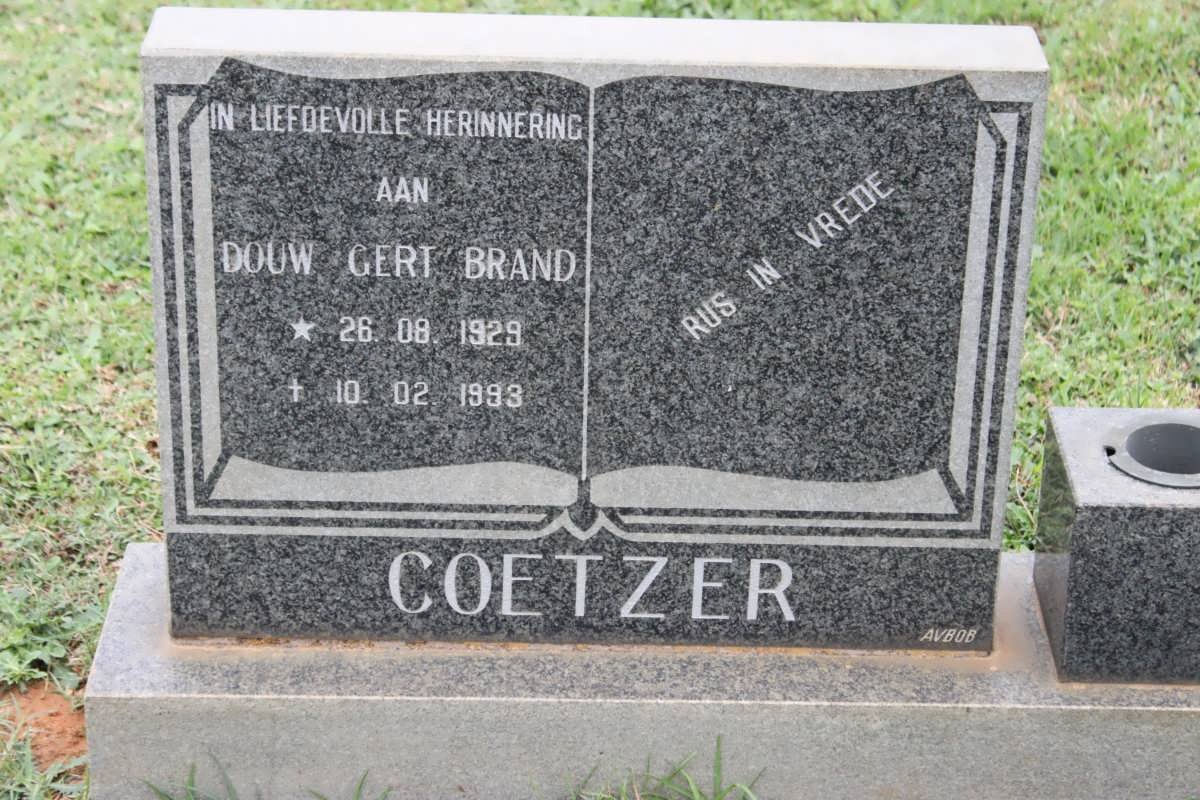 IN LIEFDEVOLLE HERINNERING
AAN
DOUW GERT BRAND
★ 26. 08. 1929
† 10. 02. 1993
RUS IN VREDE
COETZER
AVBOB